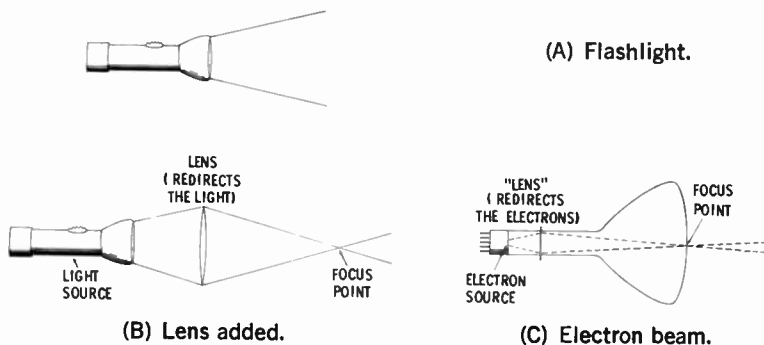 (A) Flashlight.
LENS
(REDIRECTS
THE LIGHT)
LIGHT
SOURCE
FOCUS
POINT
(B) Lens added.
"LENS"
(REDIRECTS
THE ELECTRONS)
FOCUS
POINT
ELECTRON
SOURCE
(C) Electron beam.